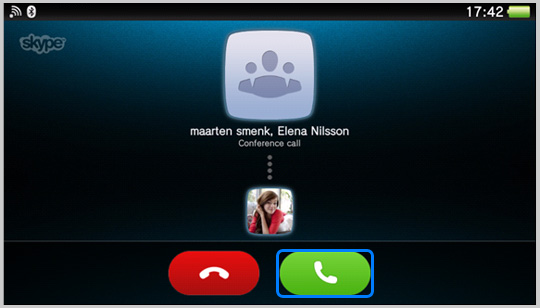 17:42
skype
maarten smenk, Elena Nilsson
Conference call